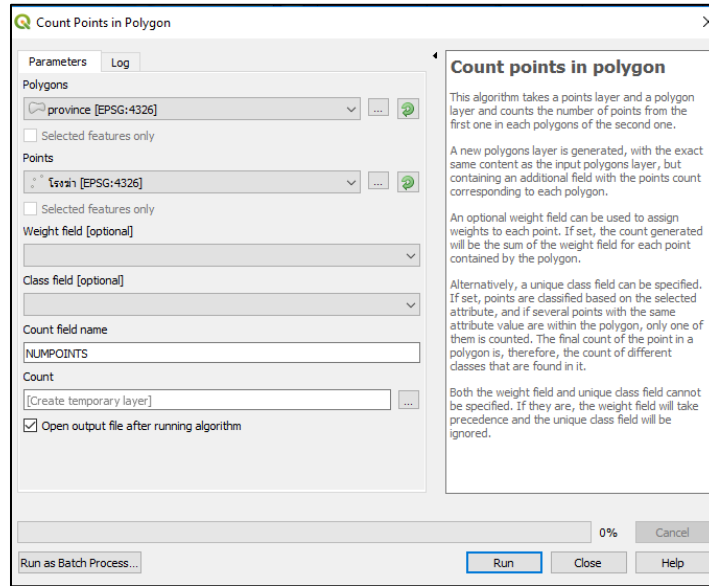 Count Points in Polygon
Parameters
Log
Polygons
province [EPSG:4326]
...
Selected features only
Points
โรงฆ่า [EPSG:4326]
...
Selected features only
Weight field [optional]
Class field [optional]
Count field name
NUMPOINTS
Count
[Create temporary layer]
...
Open output file after running algorithm
Count points in polygon
This algorithm takes a points layer and a polygon
layer and counts the number of points from the
first one in each polygons of the second one.
A new polygons layer is generated, with the exact
same content as the input polygons layer, but
containing an additional field with the points count
corresponding to each polygon.
An optional weight field can be used to assign
weights to each point. If set, the count generated
will be the sum of the weight field for each point
contained by the polygon.
Alternatively, a unique class field can be specified.
If set, points are classified based on the selected
attribute, and if several points with the same
attribute value are within the polygon, only one of
them is counted. The final count of the point in a
polygon is, therefore, the count of different
classes that are found in it.
Both the weight field and unique class field cannot
be specified. If they are, the weight field will take
precedence and the unique class field will be
ignored.
0%
Cancel
Run as Batch Process...
Run
Close
Help